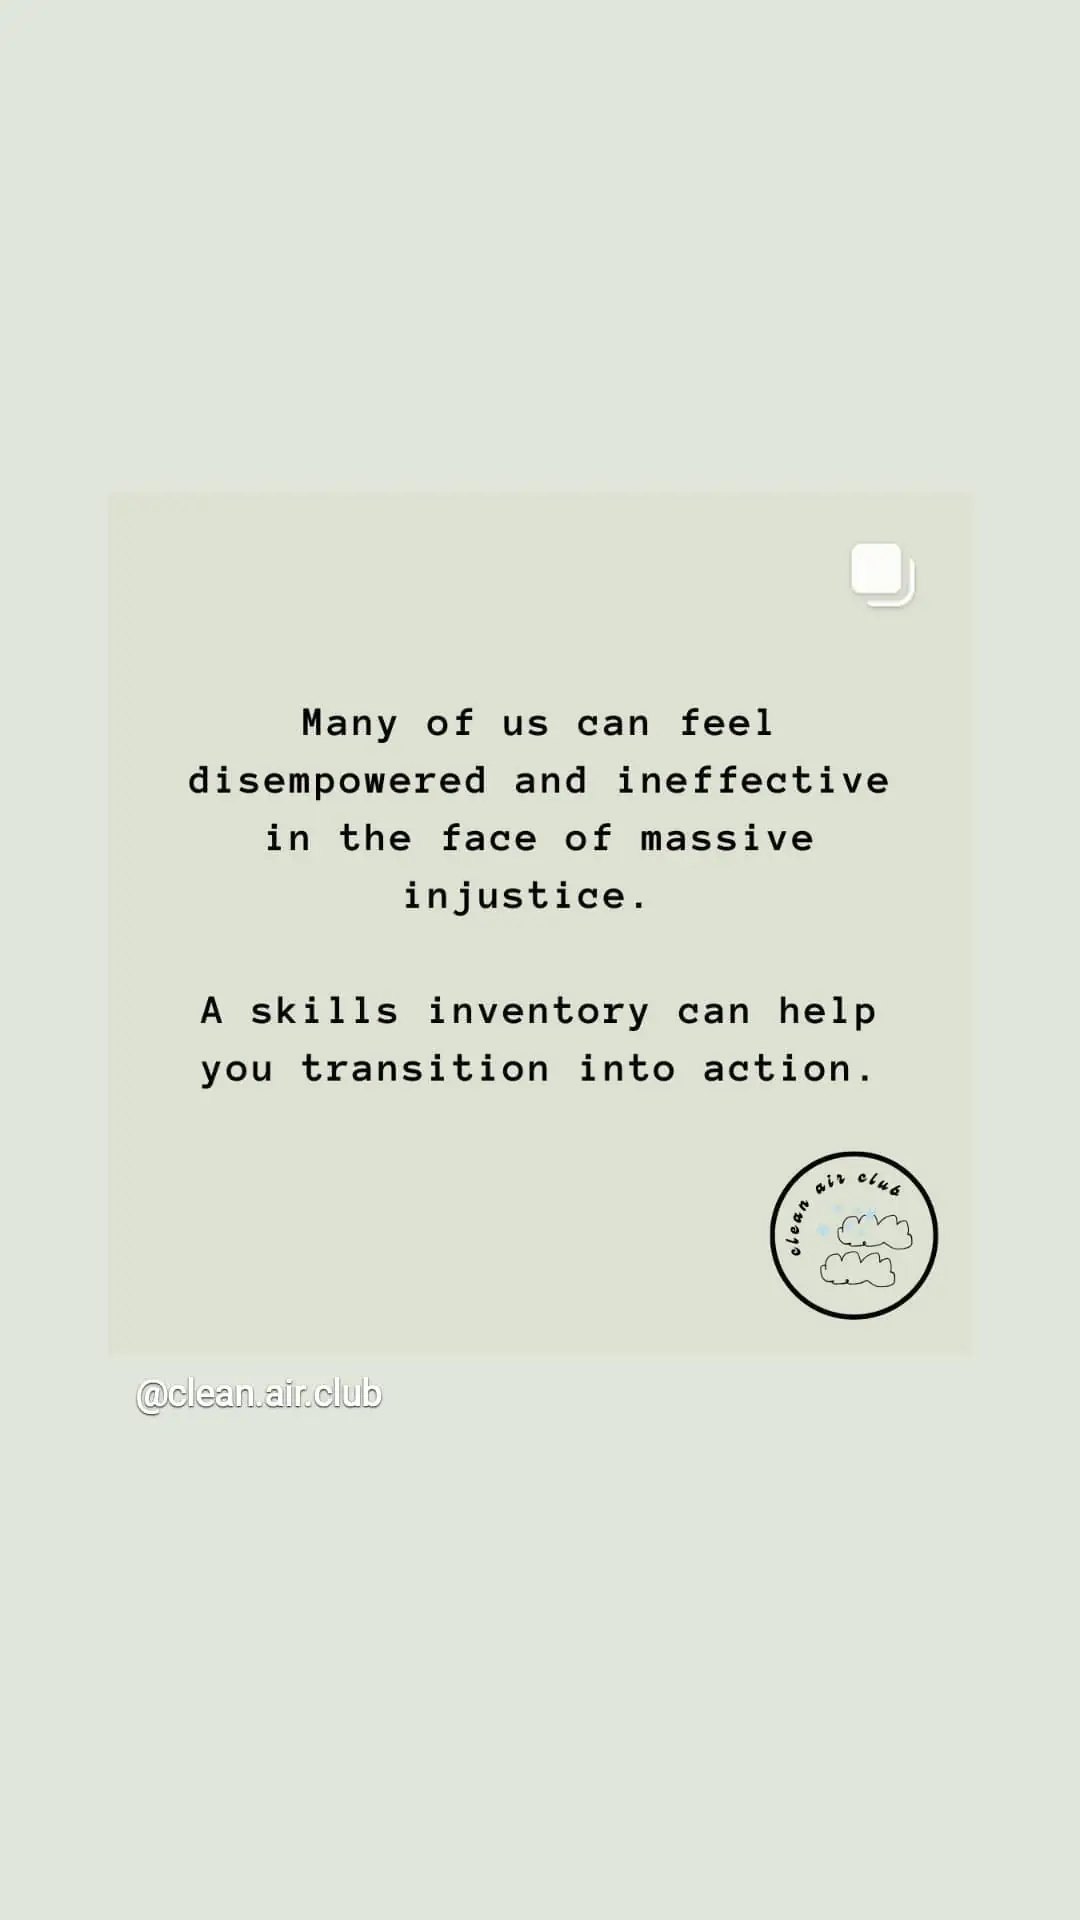 Many of us can feel
disempowered and ineffective
in the face of massive
injustice.
A skills inventory can help
you transition into action.
clean air club
@clean.air.club